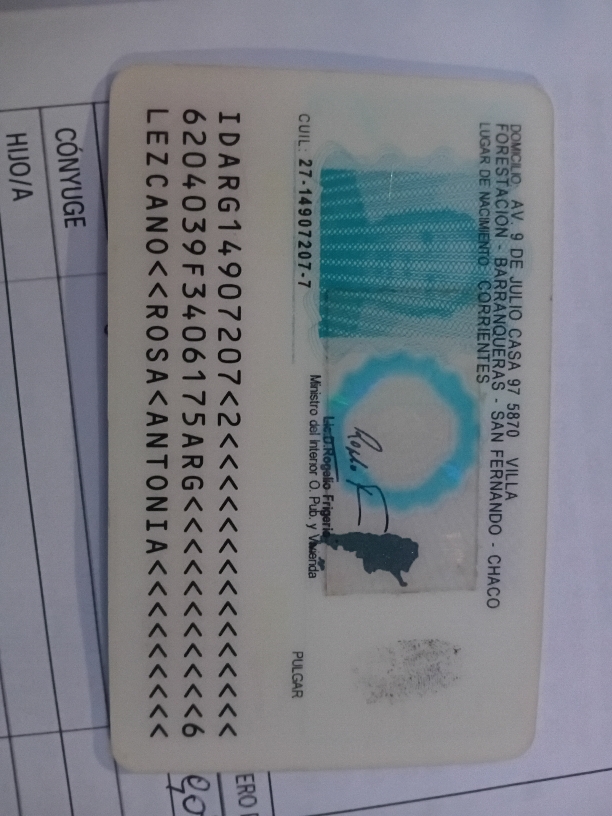 DOMICILIO: AV. 9 DE JULIO CASA 97 5870 VILLA
FORESTACION - BARRANQUERAS - SAN FERNANDO - CHACO
LUGAR DE NACIMIENTO: CORRIENTES
Lic. D. Rogelio Frigerio
Ministro del Interior O. Pub. y Vivienda
CUIL: 27-14907207-7
PULGAR
IDARG14907207<2<<<<<<<<<<<<<<<
6204039F3406175ARG<<<<<<<<<<<6
LEZCANO<<ROSA<ANTONIA<<<<<<<<<
CÓNYUGE
HIJO/A